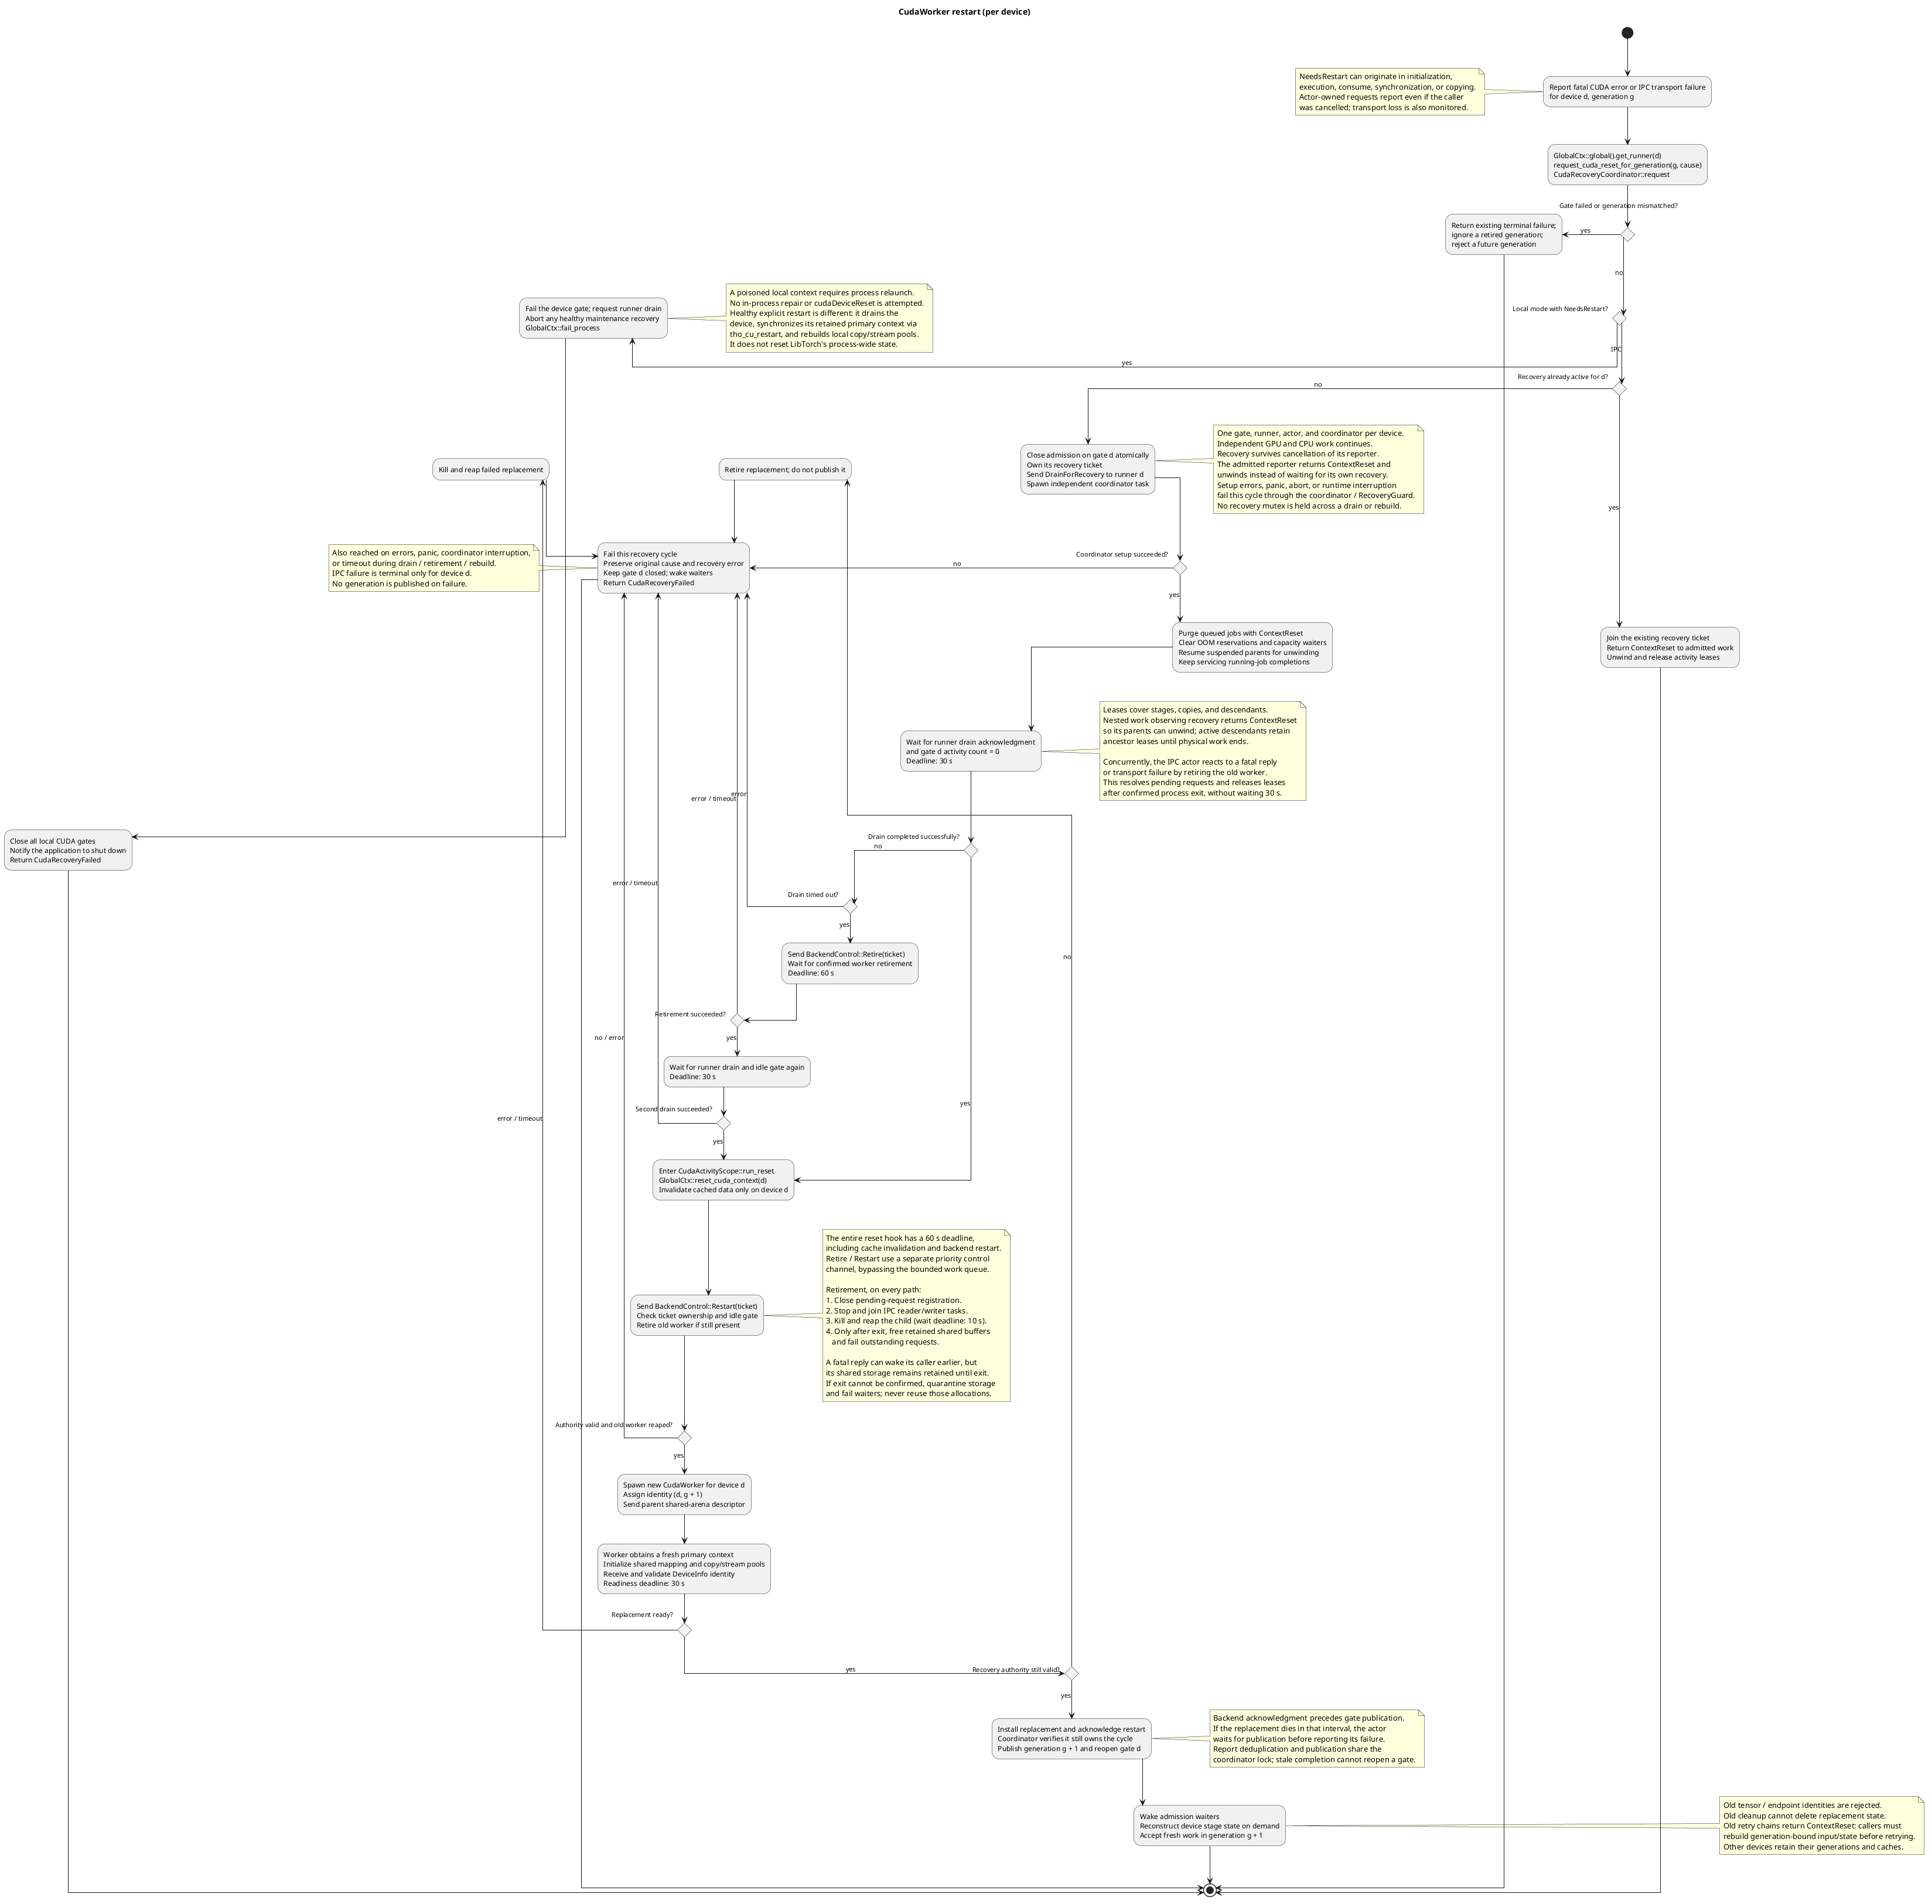 CudaWorker restart (per device)
NeedsRestart can originate in initialization,
execution, consume, synchronization, or copying.
Actor-owned requests report even if the caller
was cancelled; transport loss is also monitored.
Report fatal CUDA error or IPC transport failure
for device d, generation g
GlobalCtx::global().get_runner(d)
request_cuda_reset_for_generation(g, cause)
CudaRecoveryCoordinator::request
Gate failed or generation mismatched?
Return existing terminal failure;
ignore a retired generation;
reject a future generation
yes
no
Fail the device gate; request runner drain
Abort any healthy maintenance recovery
GlobalCtx::fail_process
A poisoned local context requires process relaunch.
No in-process repair or cudaDeviceReset is attempted.
Healthy explicit restart is different: it drains the
device, synchronizes its retained primary context via
tho_cu_restart, and rebuilds local copy/stream pools.
It does not reset LibTorch's process-wide state.
Local mode with NeedsRestart?
IPC
yes
Recovery already active for d?
no
Close admission on gate d atomically
Own its recovery ticket
Send DrainForRecovery to runner d
Spawn independent coordinator task
One gate, runner, actor, and coordinator per device.
Independent GPU and CPU work continues.
Recovery survives cancellation of its reporter.
The admitted reporter returns ContextReset and
unwinds instead of waiting for its own recovery.
Setup errors, panic, abort, or runtime interruption
fail this cycle through the coordinator / RecoveryGuard.
No recovery mutex is held across a drain or rebuild.
Kill and reap failed replacement
Retire replacement; do not publish it
yes
Also reached on errors, panic, coordinator interruption,
or timeout during drain / retirement / rebuild.
IPC failure is terminal only for device d.
No generation is published on failure.
Fail this recovery cycle
Preserve original cause and recovery error
Keep gate d closed; wake waiters
Return CudaRecoveryFailed
Coordinator setup succeeded?
no
yes
Purge queued jobs with ContextReset
Clear OOM reservations and capacity waiters
Resume suspended parents for unwinding
Keep servicing running-job completions
Join the existing recovery ticket
Return ContextReset to admitted work
Unwind and release activity leases
Wait for runner drain acknowledgment
and gate d activity count = 0
Deadline: 30 s
Leases cover stages, copies, and descendants.
Nested work observing recovery returns ContextReset
so its parents can unwind; active descendants retain
ancestor leases until physical work ends.
Concurrently, the IPC actor reacts to a fatal reply
or transport failure by retiring the old worker.
This resolves pending requests and releases leases
after confirmed process exit, without waiting 30 s.
error
error / timeout
Close all local CUDA gates
Notify the application to shut down
Return CudaRecoveryFailed
Drain completed successfully?
no
error / timeout
Drain timed out?
yes
Send BackendControl::Retire(ticket)
Wait for confirmed worker retirement
Deadline: 60 s
no
Retirement succeeded?
yes
no / error
Wait for runner drain and idle gate again
Deadline: 30 s
yes
Second drain succeeded?
error / timeout
yes
Enter CudaActivityScope::run_reset
GlobalCtx::reset_cuda_context(d)
Invalidate cached data only on device d
The entire reset hook has a 60 s deadline,
including cache invalidation and backend restart.
Retire / Restart use a separate priority control
channel, bypassing the bounded work queue.
Retirement, on every path:
1. Close pending-request registration.
2. Stop and join IPC reader/writer tasks.
3. Kill and reap the child (wait deadline: 10 s).
4. Only after exit, free retained shared buffers
and fail outstanding requests.
A fatal reply can wake its caller earlier, but
its shared storage remains retained until exit.
If exit cannot be confirmed, quarantine storage
and fail waiters; never reuse those allocations.
Send BackendControl::Restart(ticket)
Check ticket ownership and idle gate
Retire old worker if still present
Authority valid and old worker reaped?
yes
Spawn new CudaWorker for device d
Assign identity (d, g + 1)
Send parent shared-arena descriptor
Worker obtains a fresh primary context
Initialize shared mapping and copy/stream pools
Receive and validate DeviceInfo identity
Readiness deadline: 30 s
Replacement ready?
yes
Recovery authority still valid?
yes
Install replacement and acknowledge restart
Coordinator verifies it still owns the cycle
Publish generation g + 1 and reopen gate d
Backend acknowledgment precedes gate publication.
If the replacement dies in that interval, the actor
waits for publication before reporting its failure.
Report deduplication and publication share the
coordinator lock; stale completion cannot reopen a gate.
Wake admission waiters
Reconstruct device stage state on demand
Accept fresh work in generation g + 1
Old tensor / endpoint identities are rejected.
Old cleanup cannot delete replacement state.
Old retry chains return ContextReset: callers must
rebuild generation-bound input/state before retrying.
Other devices retain their generations and caches.